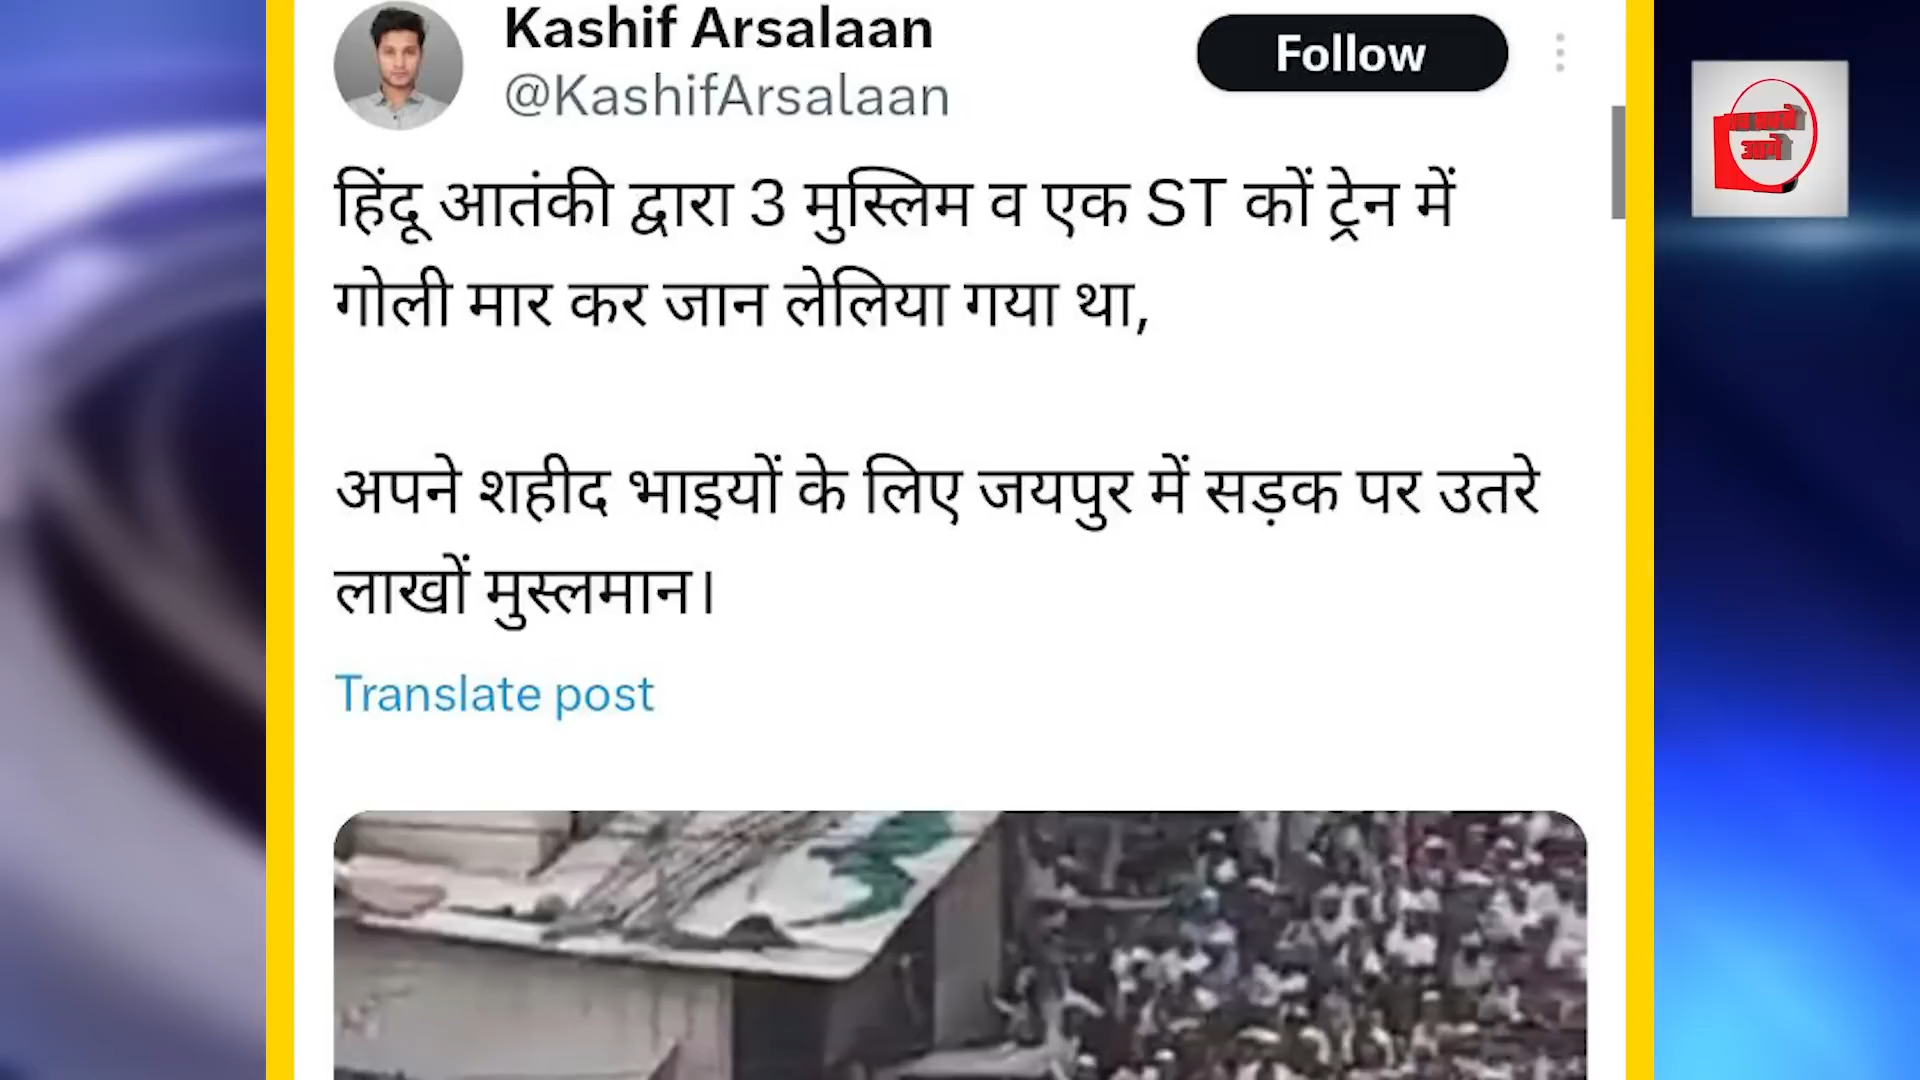 Kashif Arsalaan
@KashifArsalaan
Follow
हिंदू आतंकी द्वारा 3 मुस्लिम व एक ST कों ट्रेन में
गोली मार कर जान लेलिया गया था,
अपने शहीद भाइयों के लिए जयपुर में सड़क पर उतरे
लाखों मुस्लमान।
Translate post
आगे